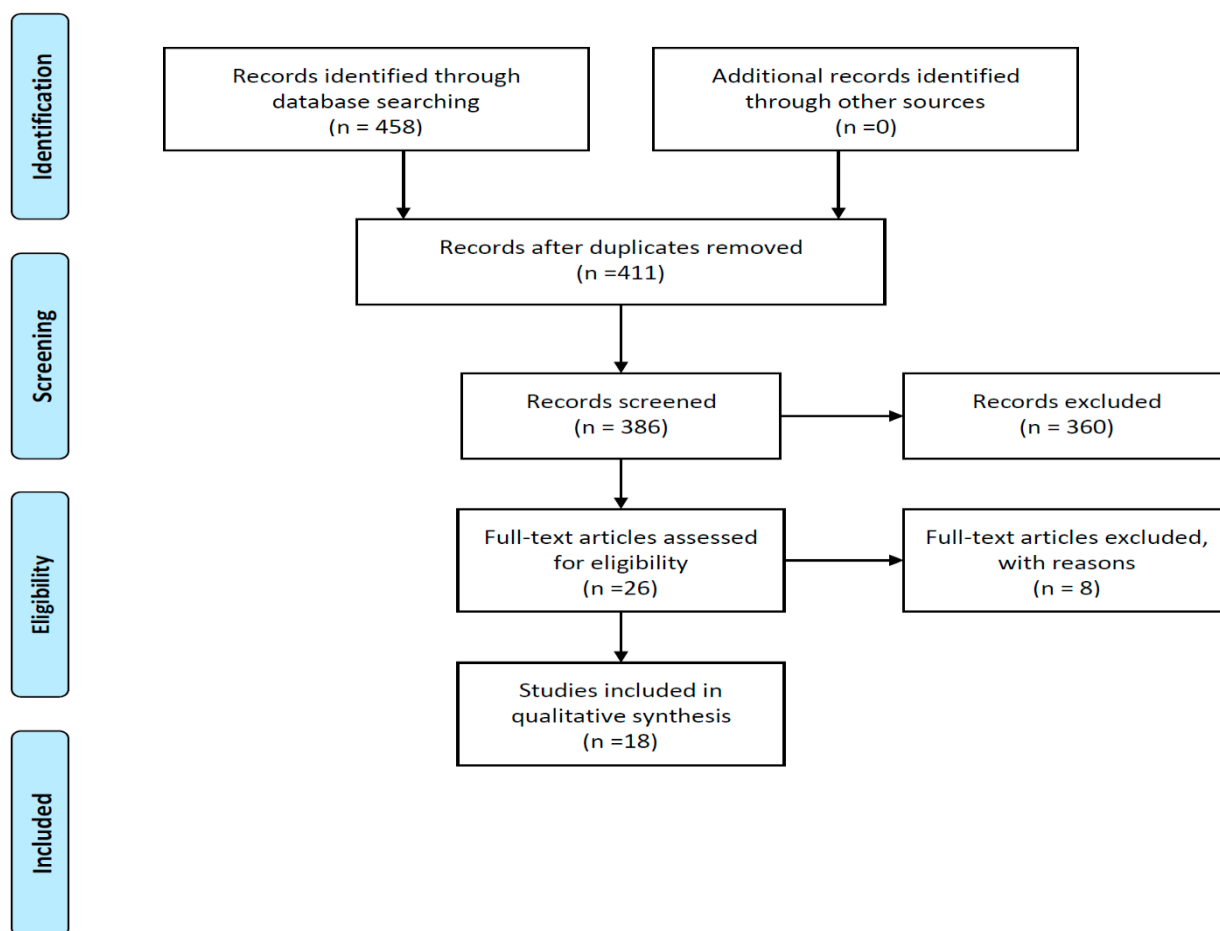 Identification
Records identified through
database searching
(n = 458)
Additional records identified
through other sources
(n =0)
Records after duplicates removed
(n =411)
Screening
Records screened
(n = 386)
Records excluded
(n = 360)
Eligibility
Full-text articles assessed
for eligibility
(n =26)
Full-text articles excluded,
with reasons
(n = 8)
Studies included in
qualitative synthesis
(n =18)
Included